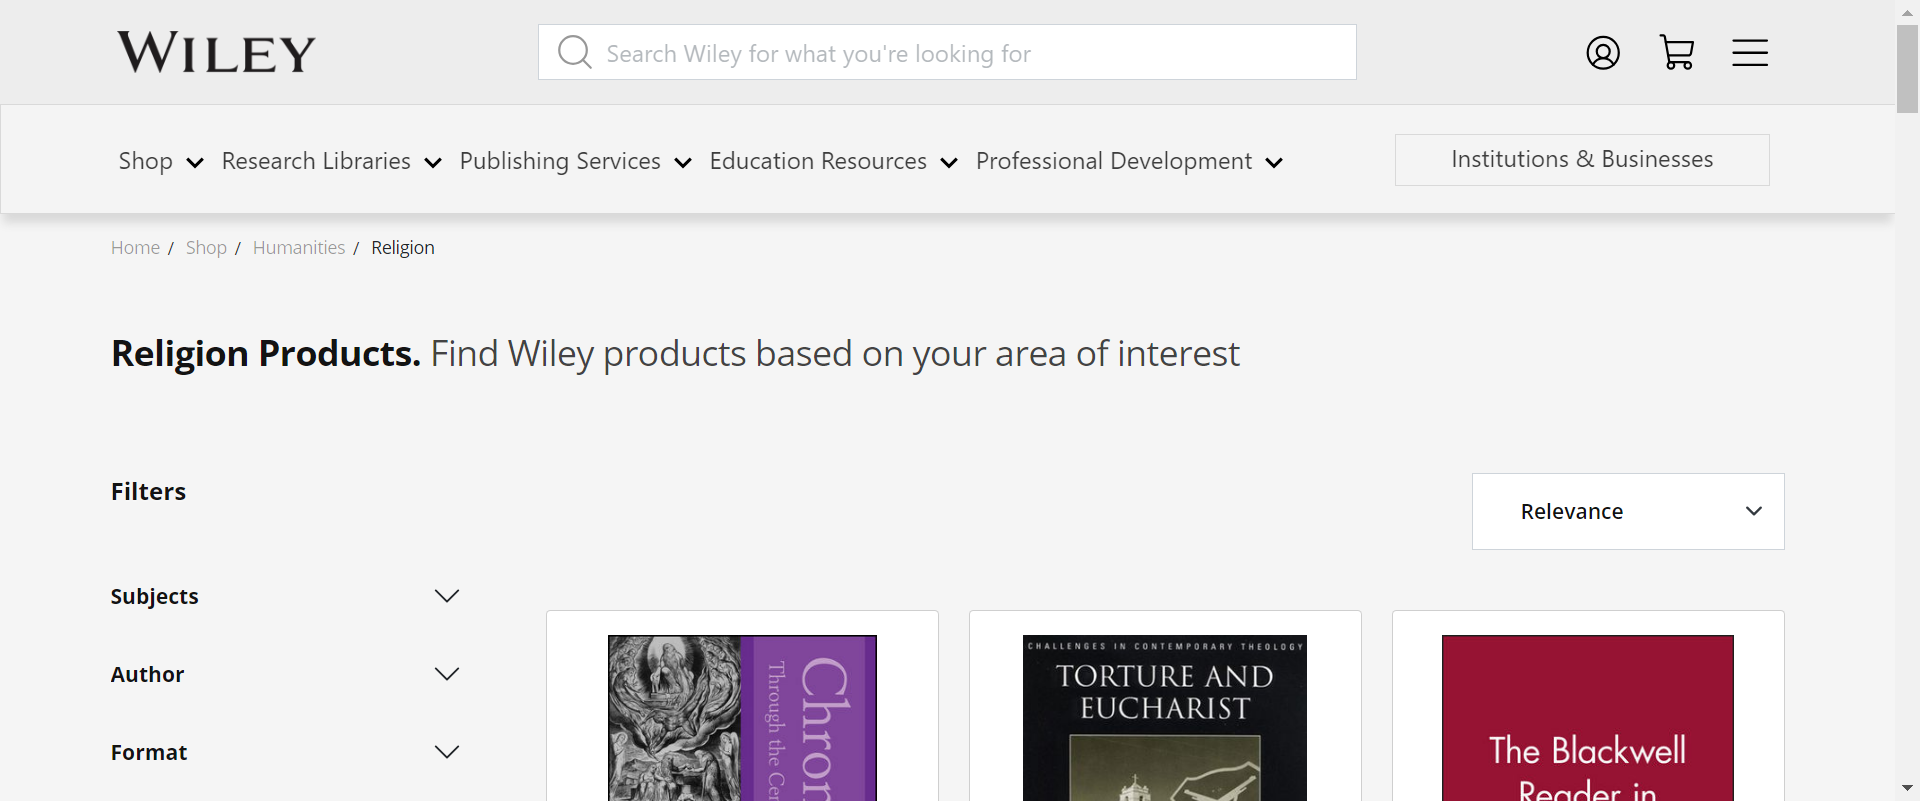 WILEY
Search Wiley for what you're looking for
Shop Research Libraries Publishing Services Education Resources Professional Development
Institutions & Businesses
Home / Shop / Humanities / Religion
Religion Products. Find Wiley products based on your area of interest
Filters
Relevance
Subjects
Author
Format
Chron
Through the Cen
CHALLENGES IN CONTEMPORARY THEOLOGY
TORTURE AND
EUCHARIST
The Blackwell
Reader in